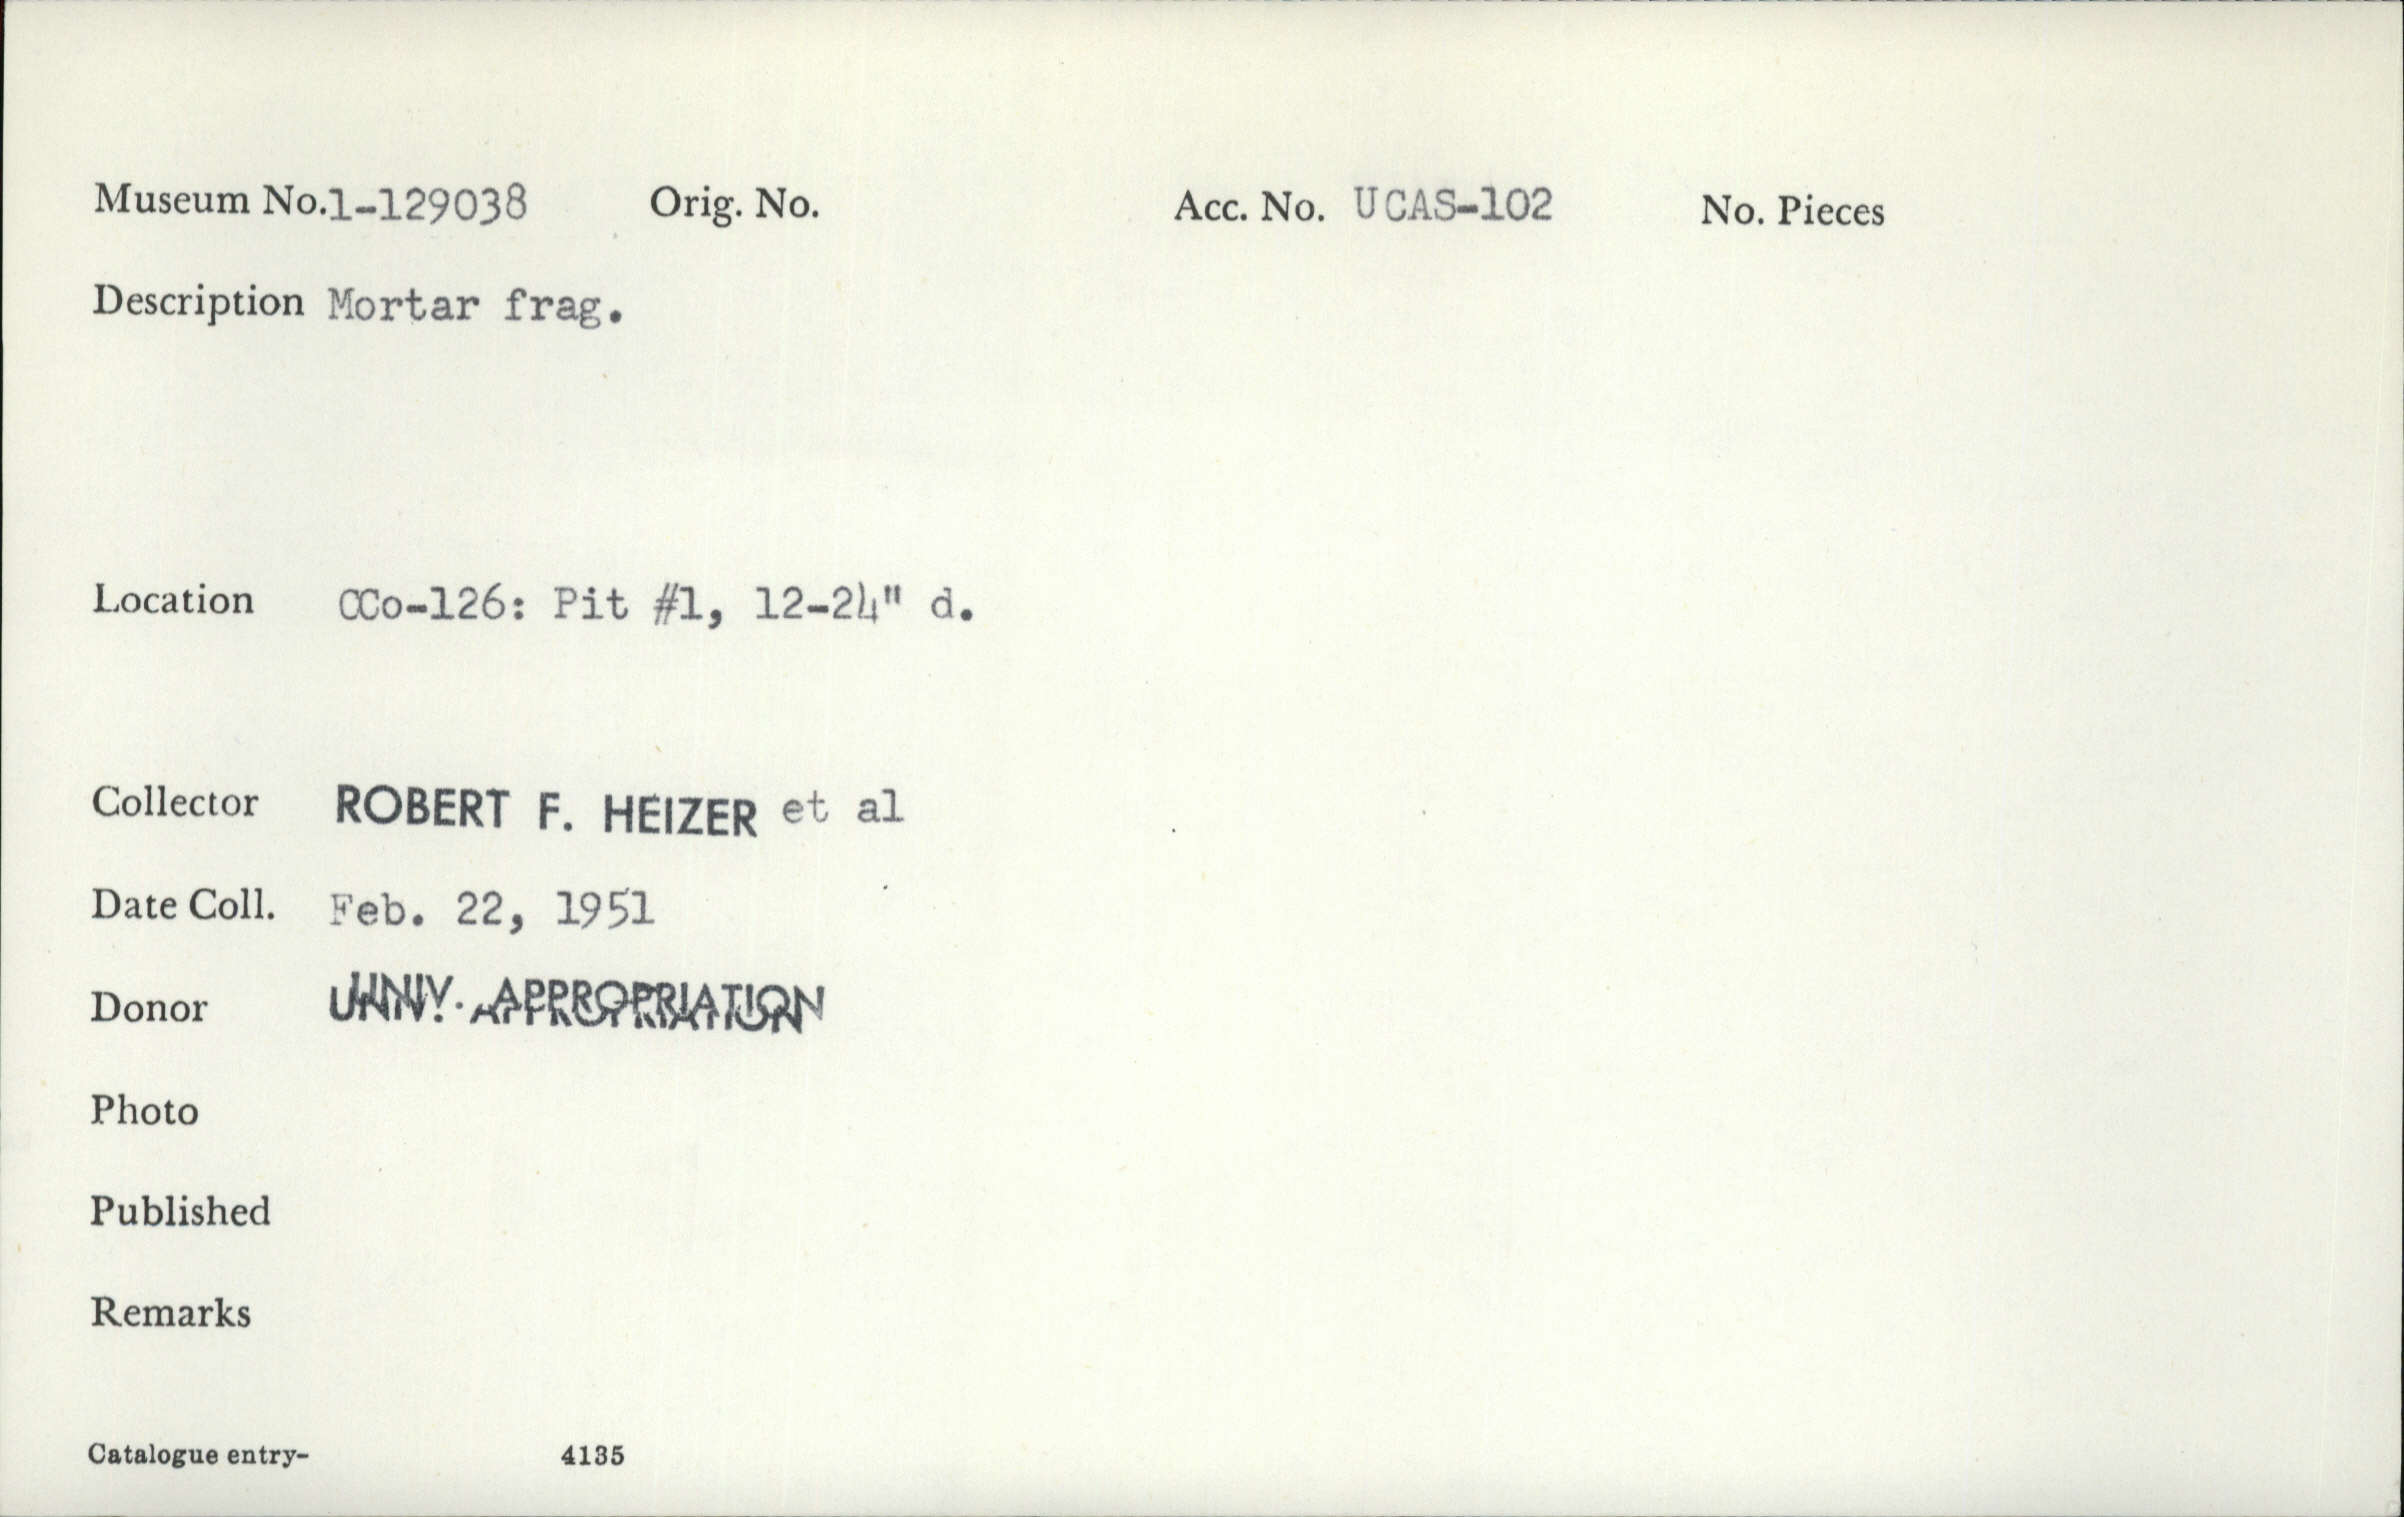 Museum No.1-129038 Orig. No. Acc. No. UCAS-102 No. Pieces
Description Mortar frag.
Location CCo-126: Pit #1, 12-24" d.
Collector ROBERT F. HEIZER et al
Date Coll. Feb. 22, 1951
Donor UNIV. APPROPRIATION
Photo
Published
Remarks
Catalogue entry- 4135